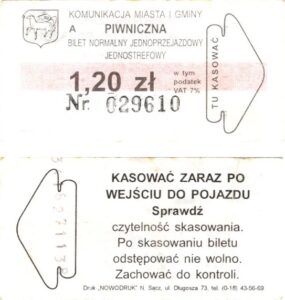 KOMUNIKACJA MIASTA I GMINY
A PIWNICZNA
BILET NORMALNY JEDNOPRZEJAZDOWY
JEDNOSTREFOWY
1,20 zł
w tym
podatek
VAT 7%
Nr 029610
TU KASOWAĆ
KASOWAĆ ZARAZ PO
WEJŚCIU DO POJAZDU
Sprawdź
czytelność skasowania.
Po skasowaniu biletu
odstępować nie wolno.
Zachować do kontroli.
Druk „NOWODRUK" N. Sącz, ul. Długosza 73, tel. (0-18) 43-56-69